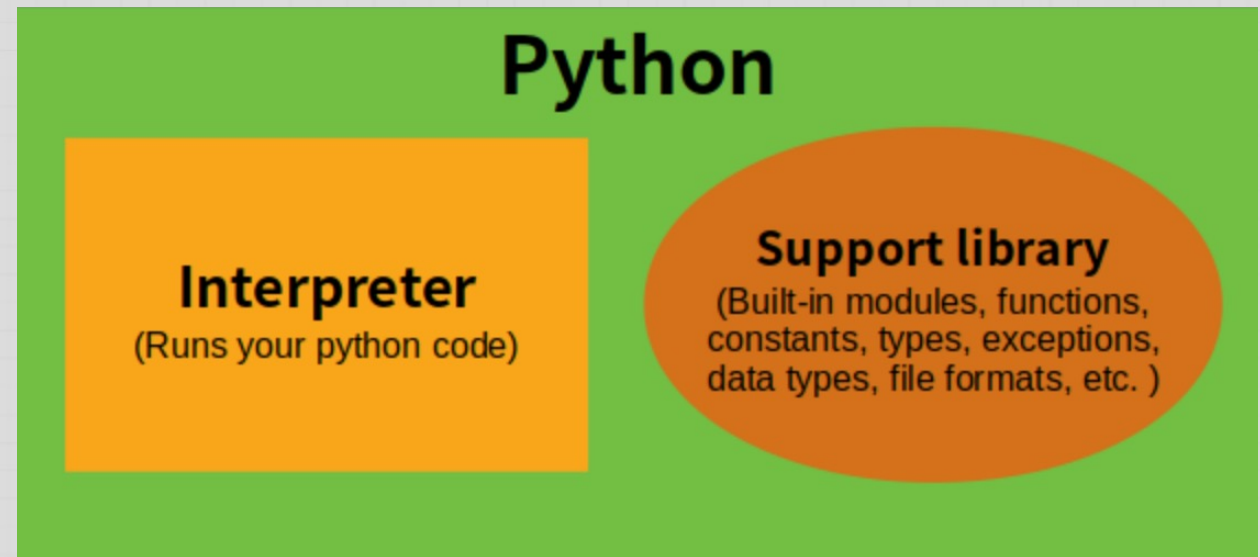 Python
Interpreter
(Runs your python code)
Support library
(Built-in modules, functions,
constants, types, exceptions,
data types, file formats, etc. )